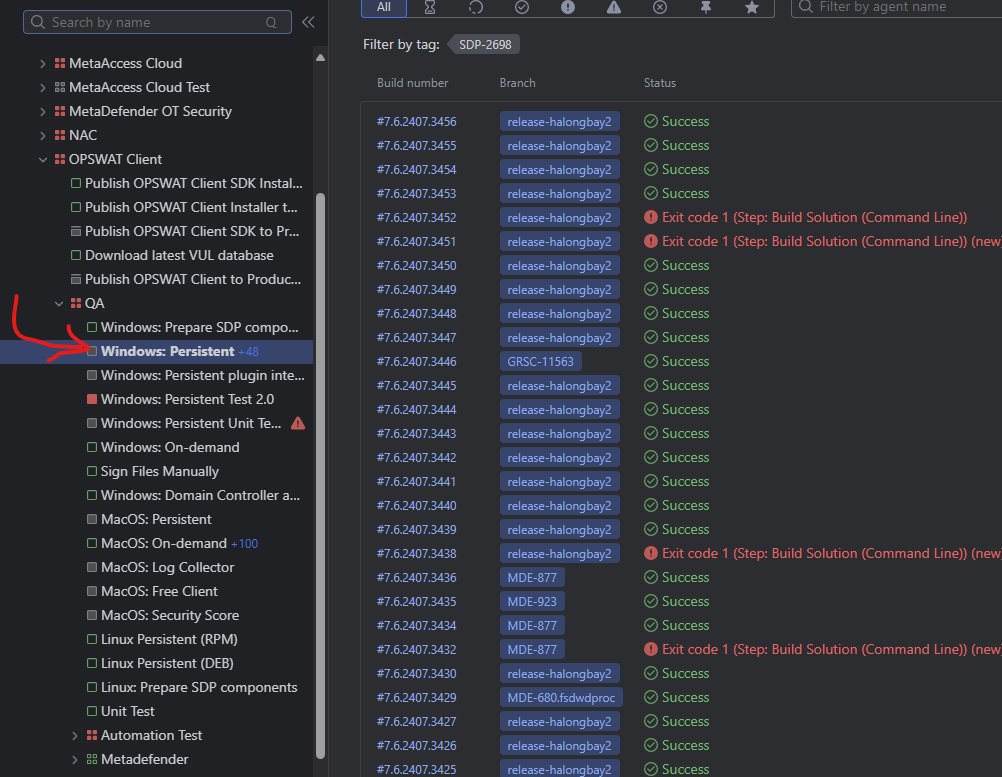 Search by name
All
Filter by agent name
Filter by tag: SDP-2698
MetaAccess Cloud
MetaAccess Cloud Test
MetaDefender OT Security
NAC
OPSWAT Client
Publish OPSWAT Client SDK Instal...
Publish OPSWAT Client Installer t...
Publish OPSWAT Client SDK to Pr...
Download latest VUL database
Publish OPSWAT Client to Produc...
QA
Windows: Prepare SDP compo...
Windows: Persistent +48
Windows: Persistent plugin inte...
Windows: Persistent Test 2.0
Windows: Persistent Unit Te...
Windows: On-demand
Sign Files Manually
Windows: Domain Controller a...
MacOS: Persistent
MacOS: On-demand +100
MacOS: Log Collector
MacOS: Free Client
MacOS: Security Score
Linux Persistent (RPM)
Linux Persistent (DEB)
Linux: Prepare SDP components
Unit Test
Automation Test
Metadefender
Build number Branch Status
#7.6.2407.3456 release-halongbay2 Success
#7.6.2407.3455 release-halongbay2 Success
#7.6.2407.3454 release-halongbay2 Success
#7.6.2407.3453 release-halongbay2 Success
#7.6.2407.3452 release-halongbay2 Exit code 1 (Step: Build Solution (Command Line))
#7.6.2407.3451 release-halongbay2 Exit code 1 (Step: Build Solution (Command Line)) (new
#7.6.2407.3450 release-halongbay2 Success
#7.6.2407.3449 release-halongbay2 Success
#7.6.2407.3448 release-halongbay2 Success
#7.6.2407.3447 release-halongbay2 Success
#7.6.2407.3446 GRSC-11563 Success
#7.6.2407.3445 release-halongbay2 Success
#7.6.2407.3444 release-halongbay2 Success
#7.6.2407.3443 release-halongbay2 Success
#7.6.2407.3442 release-halongbay2 Success
#7.6.2407.3441 release-halongbay2 Success
#7.6.2407.3440 release-halongbay2 Success
#7.6.2407.3439 release-halongbay2 Success
#7.6.2407.3438 release-halongbay2 Exit code 1 (Step: Build Solution (Command Line)) (new
#7.6.2407.3436 MDE-877 Success
#7.6.2407.3435 MDE-923 Success
#7.6.2407.3434 MDE-877 Success
#7.6.2407.3432 MDE-877 Exit code 1 (Step: Build Solution (Command Line)) (new
#7.6.2407.3430 release-halongbay2 Success
#7.6.2407.3429 MDE-680.fsdwdproc Success
#7.6.2407.3427 release-halongbay2 Success
#7.6.2407.3426 release-halongbay2 Success
#7.6.2407.3425 release-halongbay2 Success